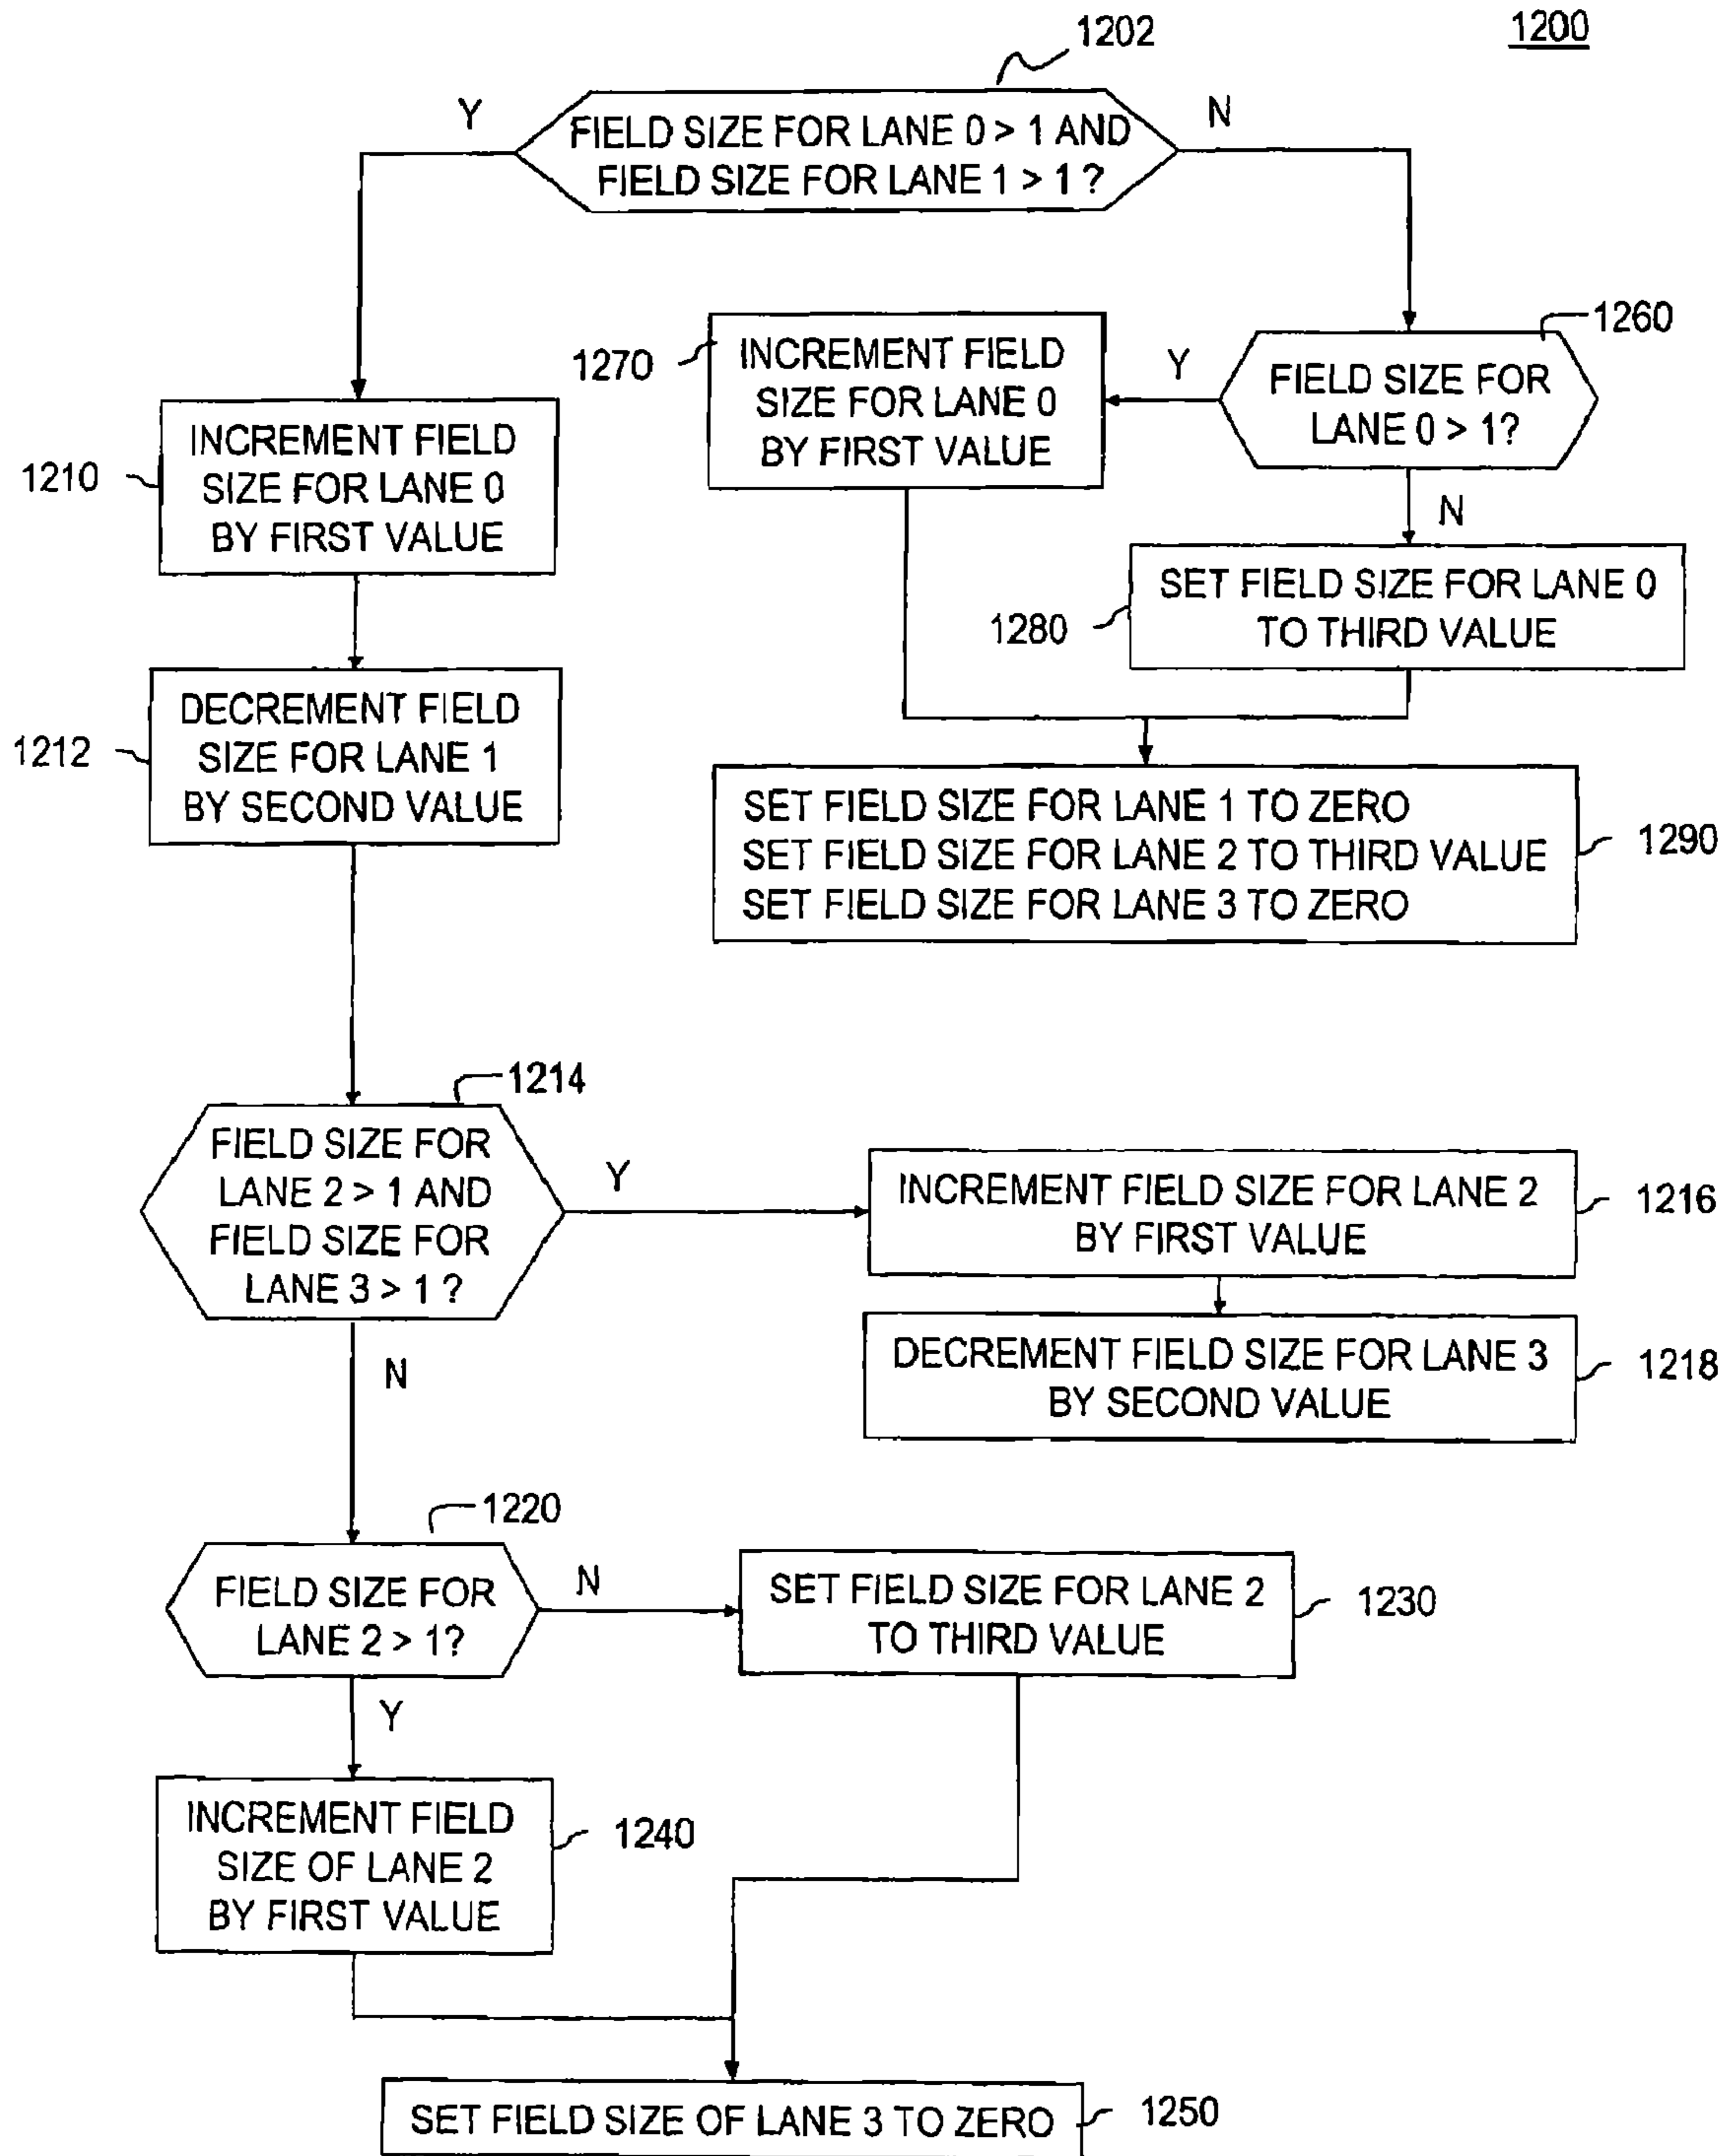 1200
1202
Y
FIELD SIZE FOR LANE 0 > 1 AND
FIELD SIZE FOR LANE 1 > 1 ?
N
1210
INCREMENT FIELD
SIZE FOR LANE 0
BY FIRST VALUE
1270
INCREMENT FIELD
SIZE FOR LANE 0
BY FIRST VALUE
Y
1260
FIELD SIZE FOR
LANE 0 > 1?
N
1280
SET FIELD SIZE FOR LANE 0
TO THIRD VALUE
1212
DECREMENT FIELD
SIZE FOR LANE 1
BY SECOND VALUE
SET FIELD SIZE FOR LANE 1 TO ZERO
SET FIELD SIZE FOR LANE 2 TO THIRD VALUE
SET FIELD SIZE FOR LANE 3 TO ZERO
1290
1214
FIELD SIZE FOR
LANE 2 > 1 AND
FIELD SIZE FOR
LANE 3 > 1 ?
Y
INCREMENT FIELD SIZE FOR LANE 2
BY FIRST VALUE
1216
DECREMENT FIELD SIZE FOR LANE 3
BY SECOND VALUE
1218
N
1220
FIELD SIZE FOR
LANE 2 > 1?
N
SET FIELD SIZE FOR LANE 2
TO THIRD VALUE
1230
Y
INCREMENT FIELD
SIZE OF LANE 2
BY FIRST VALUE
1240
SET FIELD SIZE OF LANE 3 TO ZERO
1250